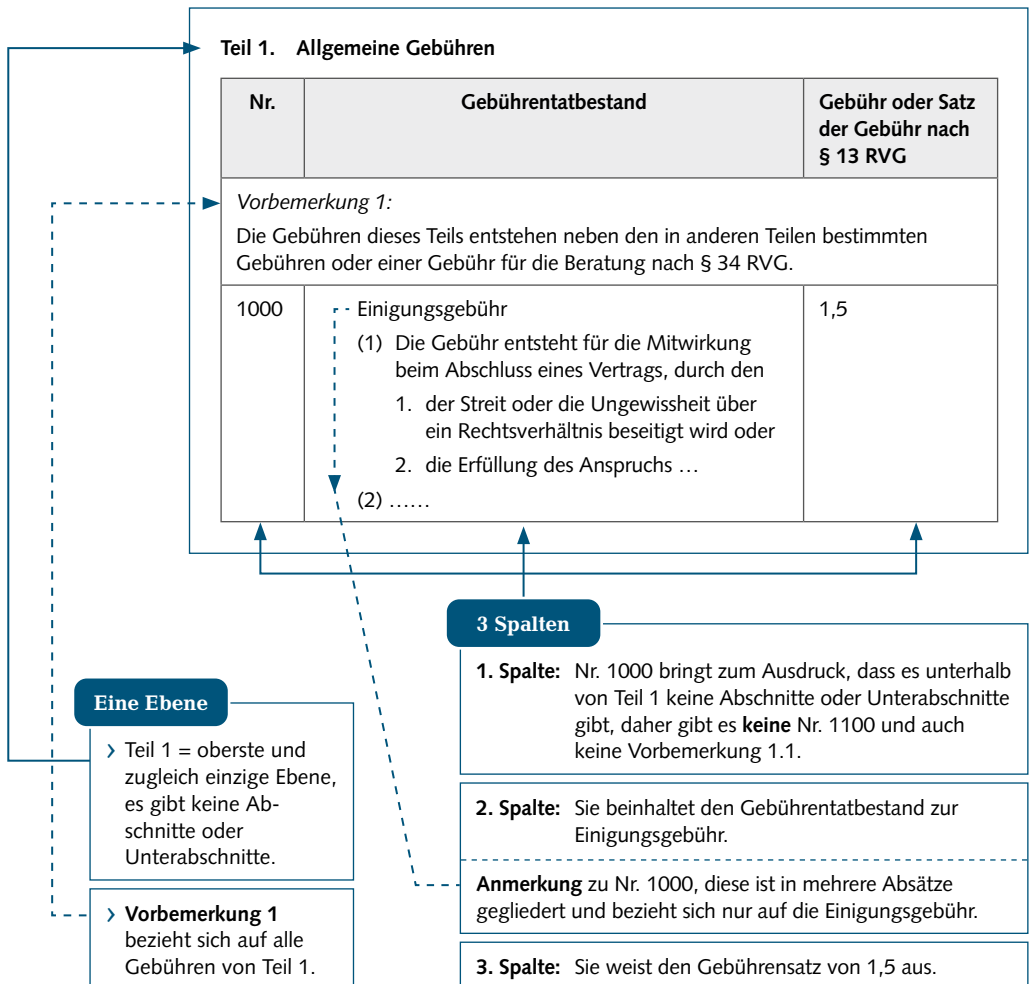 Teil 1. Allgemeine Gebühren
Nr.
Gebührentatbestand
Gebühr oder Satz
der Gebühr nach
§ 13 RVG
Vorbemerkung 1:
Die Gebühren dieses Teils entstehen neben den in anderen Teilen bestimmten
Gebühren oder einer Gebühr für die Beratung nach § 34 RVG.
1000
Einigungsgebühr
(1) Die Gebühr entsteht für die Mitwirkung
beim Abschluss eines Vertrags, durch den
1. der Streit oder die Ungewissheit über
ein Rechtsverhältnis beseitigt wird oder
2. die Erfüllung des Anspruchs …
(2) ……
1,5
Eine Ebene
› Teil 1 = oberste und
zugleich einzige Ebene,
es gibt keine Ab-
schnitte oder
Unterabschnitte.
› Vorbemerkung 1
bezieht sich auf alle
Gebühren von Teil 1.
3 Spalten
1. Spalte: Nr. 1000 bringt zum Ausdruck, dass es unterhalb
von Teil 1 keine Abschnitte oder Unterabschnitte
gibt, daher gibt es keine Nr. 1100 und auch
keine Vorbemerkung 1.1.
2. Spalte: Sie beinhaltet den Gebührentatbestand zur
Einigungsgebühr.
Anmerkung zu Nr. 1000, diese ist in mehrere Absätze
gegliedert und bezieht sich nur auf die Einigungsgebühr.
3. Spalte: Sie weist den Gebührensatz von 1,5 aus.